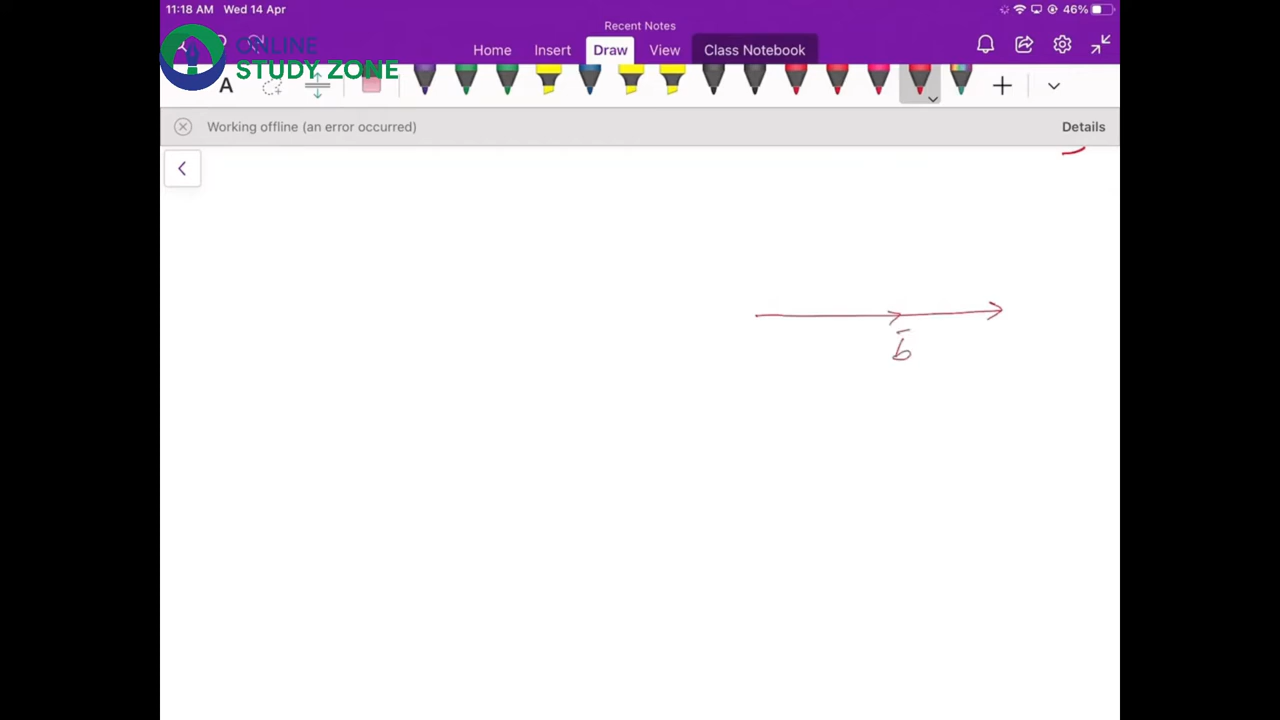 11:18 AM Wed 14 Apr
46%
Recent Notes
ONLINE
STUDY ZONE
Home Insert Draw View Class Notebook
A
Working offline (an error occurred)
Details
b̄